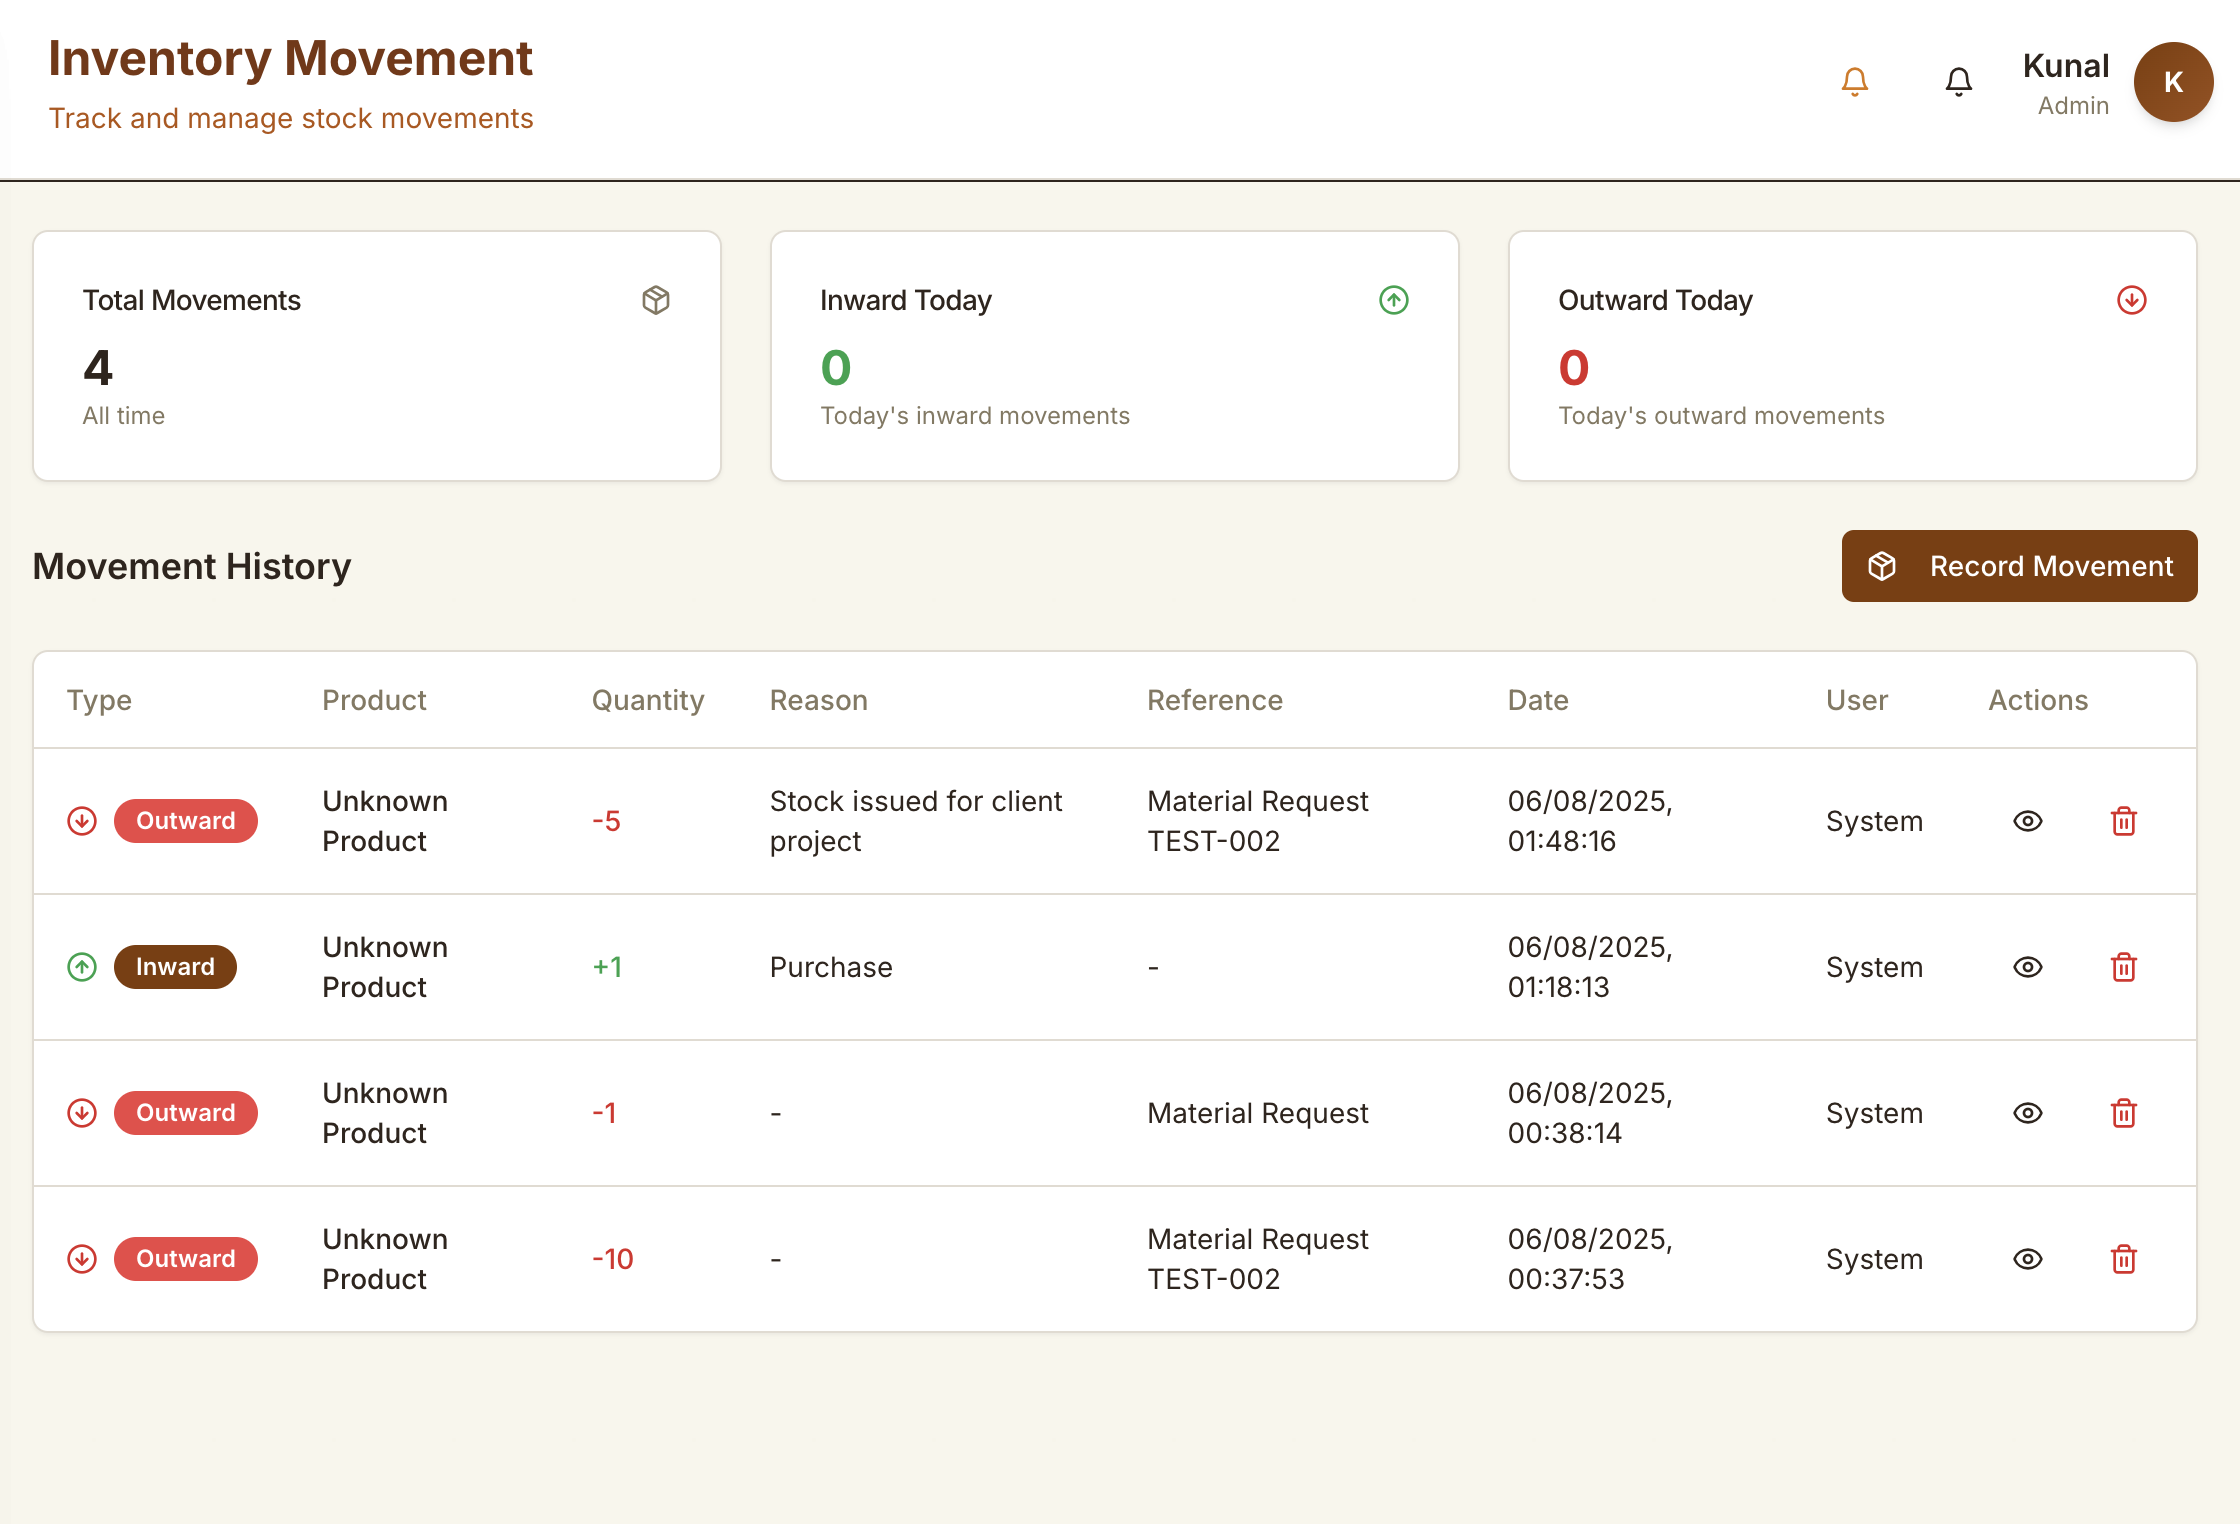 Inventory Movement
Track and manage stock movements
Kunal
Admin
K
Total Movements
4
All time
Inward Today
0
Today's inward movements
Outward Today
0
Today's outward movements
Movement History
Record Movement
Type Product Quantity Reason Reference Date User Actions
Outward
Unknown
Product
-5
Stock issued for client
project
Material Request
TEST-002
06/08/2025,
01:48:16
System
Inward
Unknown
Product
+1
Purchase
-
06/08/2025,
01:18:13
System
Outward
Unknown
Product
-1
-
Material Request
06/08/2025,
00:38:14
System
Outward
Unknown
Product
-10
-
Material Request
TEST-002
06/08/2025,
00:37:53
System